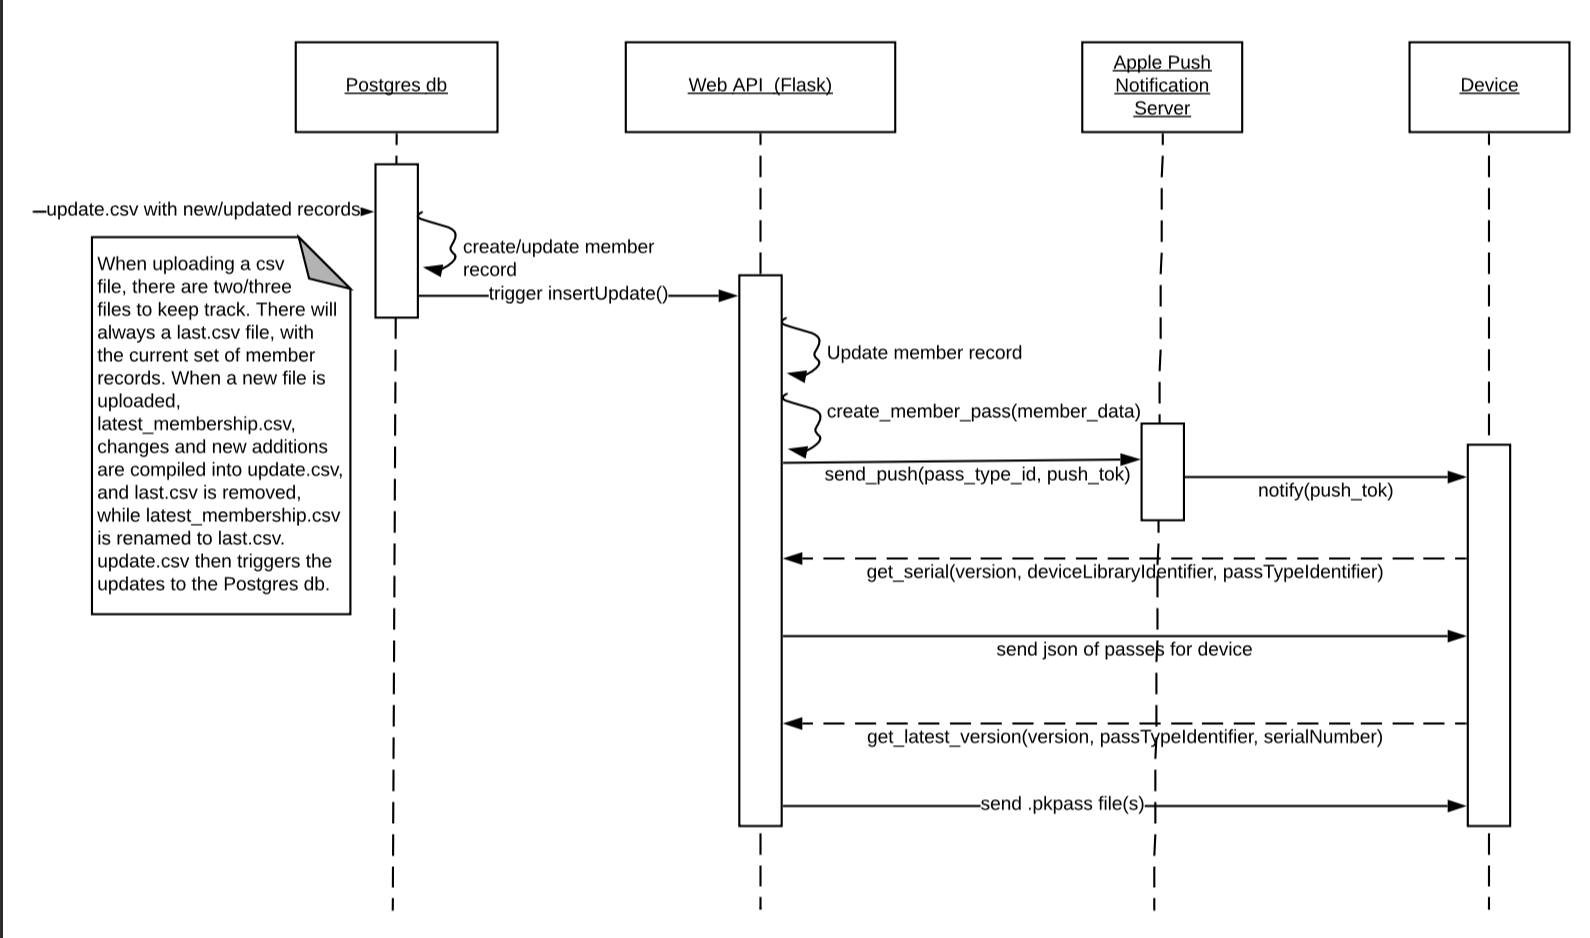 Postgres db
Web API  (Flask)
Apple Push
Notification
Server
Device
update.csv with new/updated records
create/update member
record
trigger insertUpdate()
When uploading a csv
file, there are two/three
files to keep track. There will
always a last.csv file, with
the current set of member
records. When a new file is
uploaded,
latest_membership.csv,
changes and new additions
are compiled into update.csv,
and last.csv is removed,
while latest_membership.csv
is renamed to last.csv.
update.csv then triggers the
updates to the Postgres db.
Update member record
create_member_pass(member_data)
send_push(pass_type_id, push_tok)
notify(push_tok)
get_serial(version, deviceLibraryIdentifier, passTypeIdentifier)
send json of passes for device
get_latest_version(version, passTypeIdentifier, serialNumber)
send .pkpass file(s)